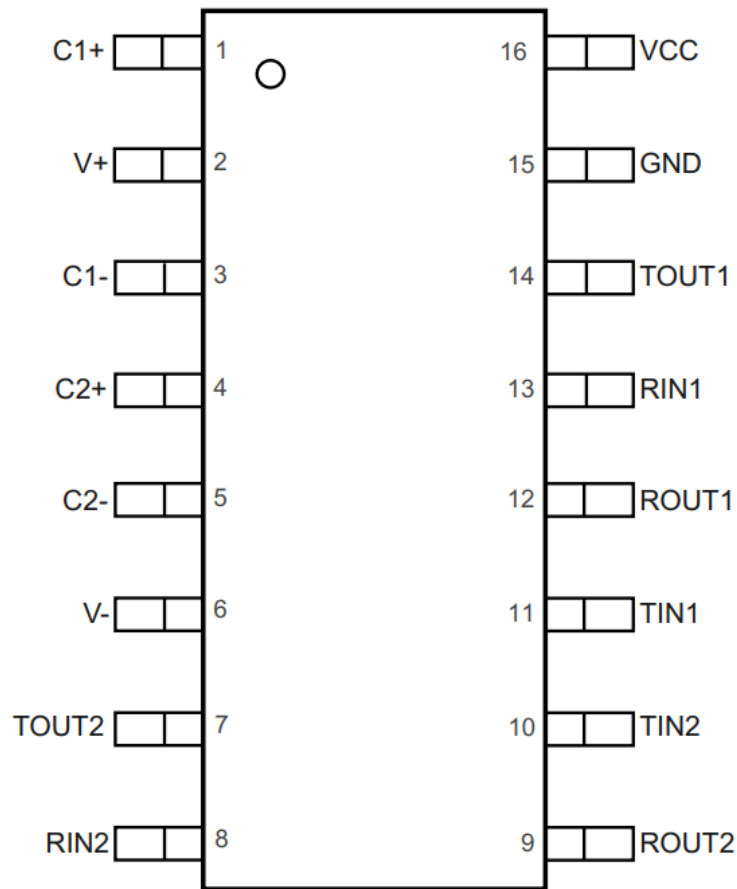 C1+ 1 16 VCC
V+ 2 15 GND
C1- 3 14 TOUT1
C2+ 4 13 RIN1
C2- 5 12 ROUT1
V- 6 11 TIN1
TOUT2 7 10 TIN2
RIN2 8 9 ROUT2